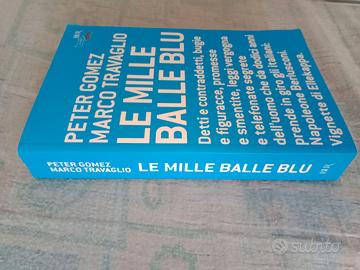 BUR
PETER GOMEZ
MARCO TRAVAGLIO
LE MILLE
BALLE BLU
Detti e contraddetti, bugie
e figuracce, promesse
e smentite, leggi vergogna
e telefonate segrete
dell'uomo che da dodici anni
prende in giro gli italiani:
Napoleone Berlusconi.
Vignette di Ellekappa.
PETER GOMEZ
MARCO TRAVAGLIO
LE MILLE BALLE BLU
BUR
subito